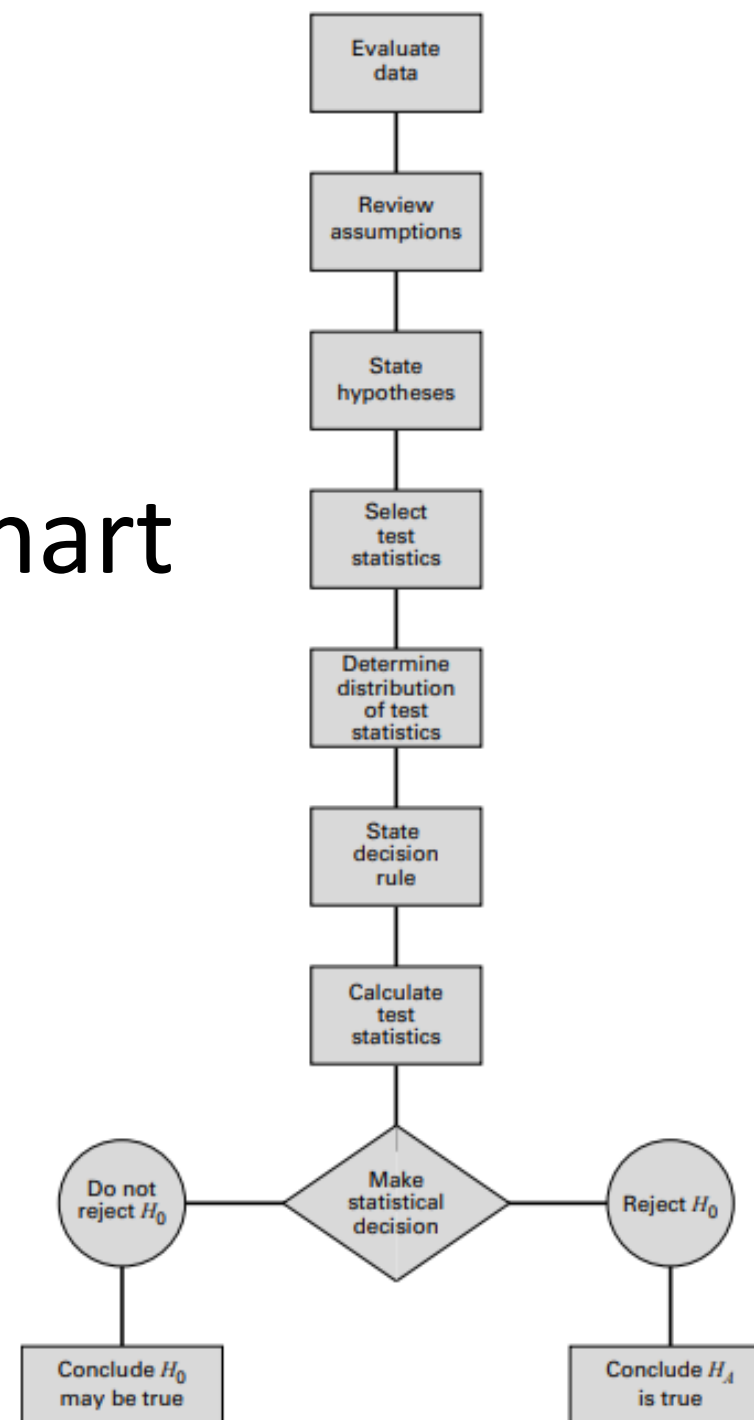 Evaluate
data
Review
assumptions
State
hypotheses
hart
Select
test
statistics
Determine
distribution
of test
statistics
State
decision
rule
Calculate
test
statistics
Do not
reject H₀
Make
statistical
decision
Reject H₀
Conclude H₀
may be true
Conclude H_A
is true